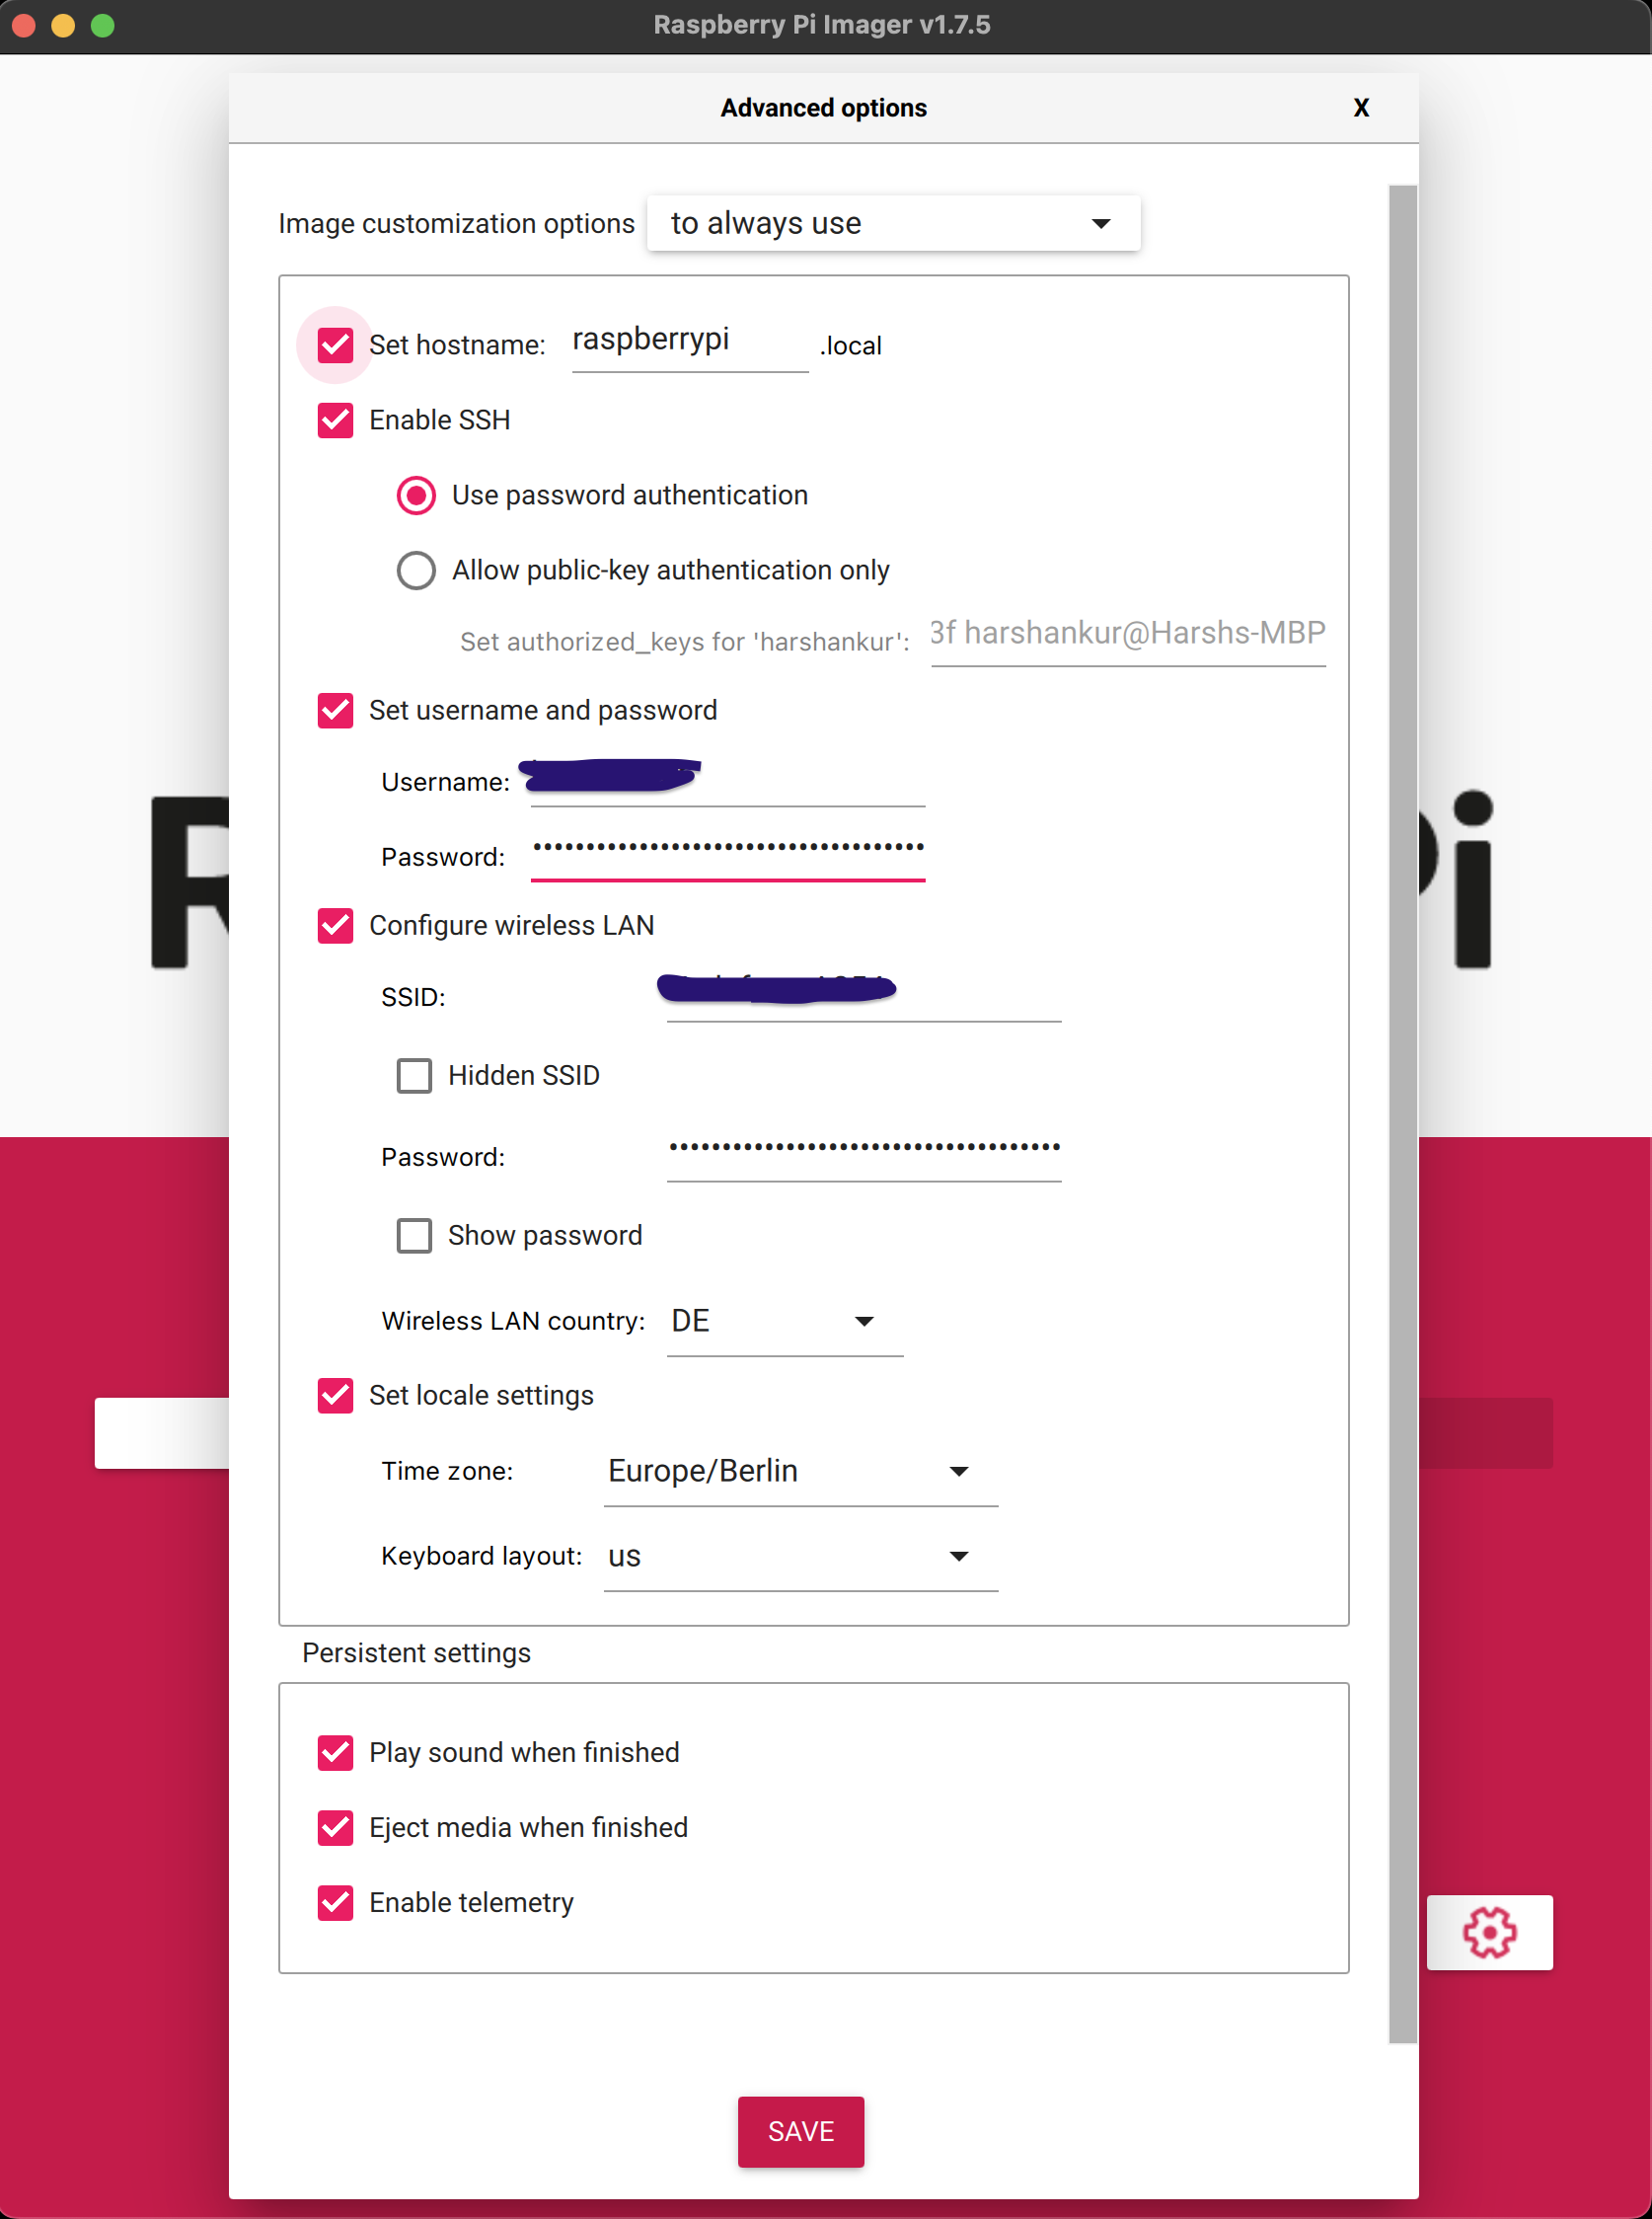 Raspberry Pi Imager v1.7.5
Advanced options X
Image customization options to always use
Set hostname: raspberrypi .local
Enable SSH
Use password authentication
Allow public-key authentication only
Set authorized_keys for 'harshankur': 3f harshankur@Harshs-MBP
Set username and password
Username:
Password: •••••••••••••••••••••••••••••••••••••
Configure wireless LAN
SSID:
Hidden SSID
Password: •••••••••••••••••••••••••••••••••••••
Show password
Wireless LAN country: DE
Set locale settings
Time zone: Europe/Berlin
Keyboard layout: us
Persistent settings
Play sound when finished
Eject media when finished
Enable telemetry
SAVE
R Pi